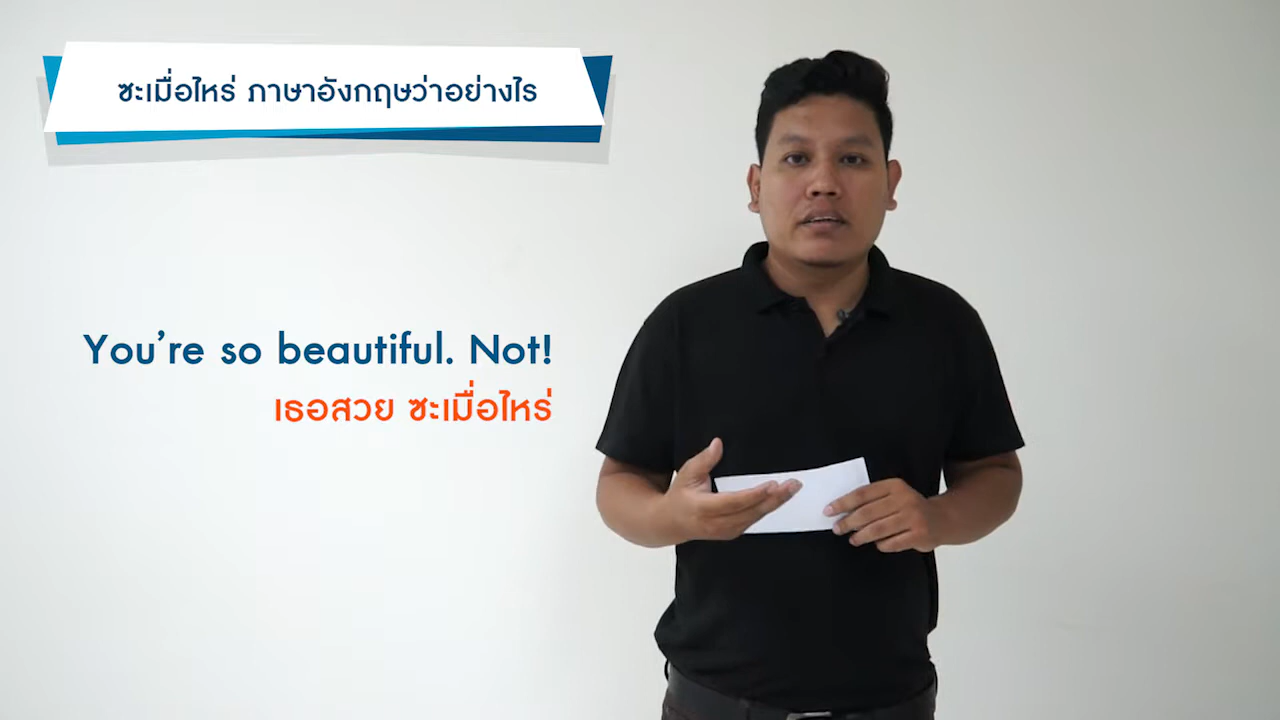 ซะเมื่อไหร่ ภาษาอังกฤษว่าอย่างไร
You're so beautiful. Not!
เธอสวย ซะเมื่อไหร่